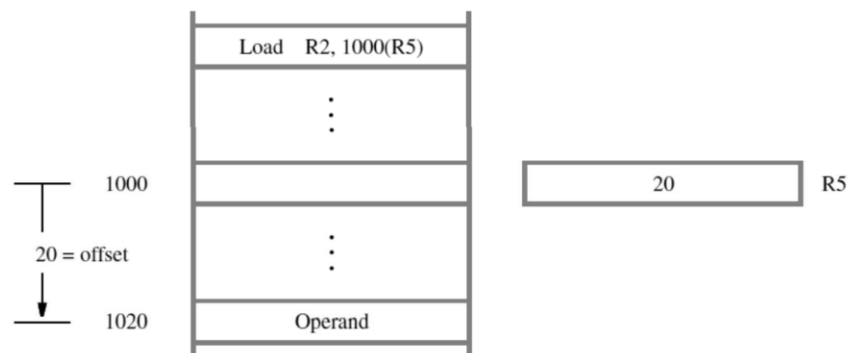 Load R2, 1000(R5)
1000
20
R5
20 = offset
1020
Operand